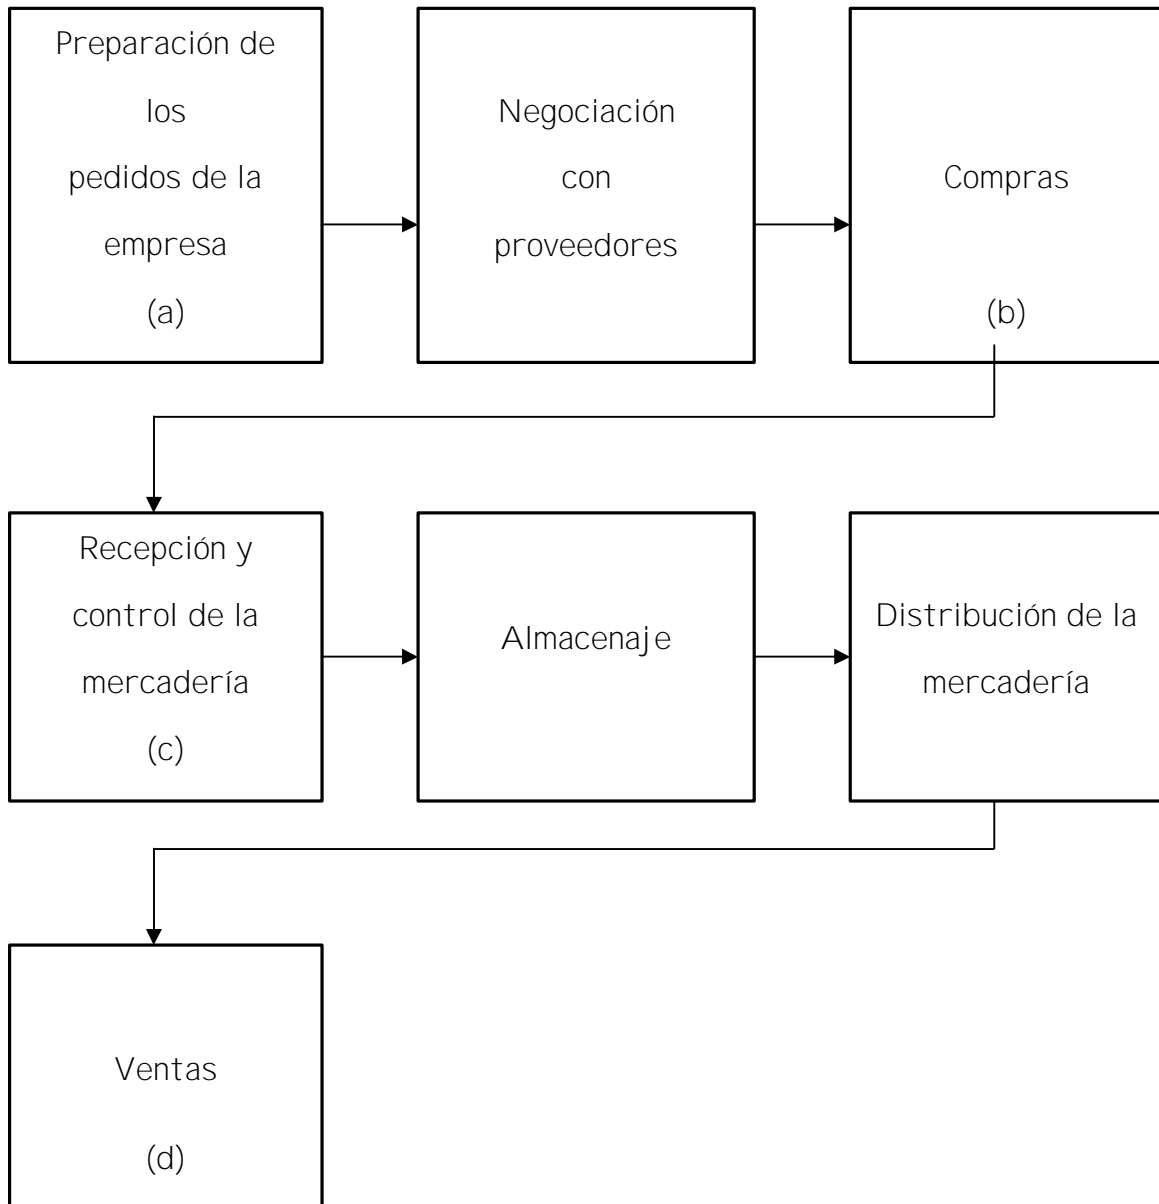 Preparación de
los
pedidos de la
empresa
(a)
Negociación
con
proveedores
Compras
(b)
Recepción y
control de la
mercadería
(c)
Almacenaje
Distribución de la
mercadería
Ventas
(d)